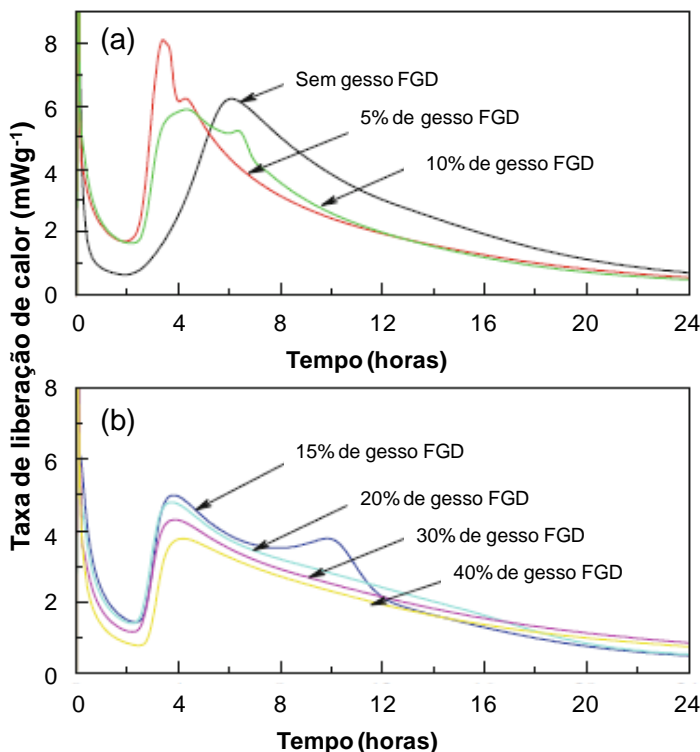 Taxa de liberação de calor (mWg-1)
(a)
8
6
4
2
0
Sem gesso FGD
5% de gesso FGD
10% de gesso FGD
0 4 8 12 16 20 24
Tempo (horas)
(b)
8
6
4
2
0
15% de gesso FGD
20% de gesso FGD
30% de gesso FGD
40% de gesso FGD
0 4 8 12 16 20 24
Tempo (horas)